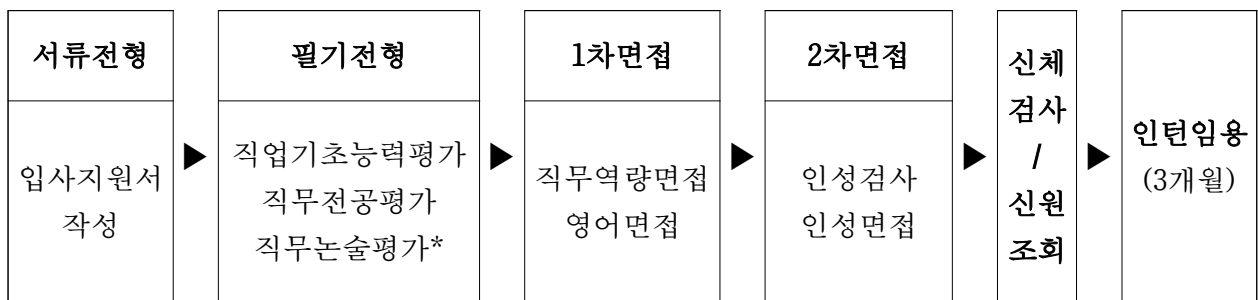 서류전형
입사지원서
작성
▶
필기전형
직업기초능력평가
직무전공평가
직무논술평가*
▶
1차면접
직무역량면접
영어면접
▶
2차면접
인성검사
인성면접
▶
신체
검사
/
신원
조회
▶
인턴임용
(3개월)